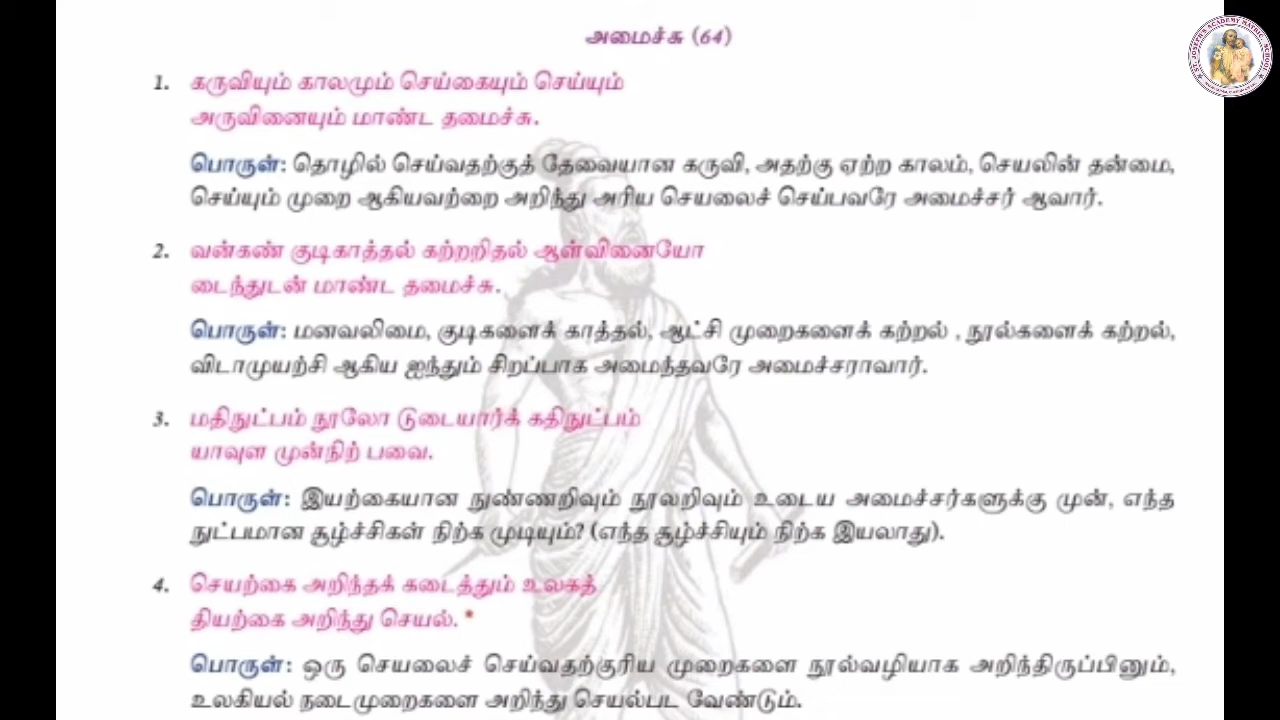 அமைச்சு (64)
1. கருவியும் காலமும் செய்கையும் செய்யும்
அருவினையும் மாண்ட தமைச்சு.
பொருள்: தொழில் செய்வதற்குத் தேவையான கருவி, அதற்கு ஏற்ற காலம், செயலின் தன்மை,
செய்யும் முறை ஆகியவற்றை அறிந்து அரிய செயலைச் செய்பவரே அமைச்சர் ஆவார்.
2. வன்கண் குடிகாத்தல் கற்றறிதல் ஆள்வினையோ
டைந்துடன் மாண்ட தமைச்சு.
பொருள்: மனவலிமை, குடிகளைக் காத்தல், ஆட்சி முறைகளைக் கற்றல் , நூல்களைக் கற்றல்,
விடாமுயற்சி ஆகிய ஐந்தும் சிறப்பாக அமைந்தவரே அமைச்சராவார்.
3. மதிநுட்பம் நூலோ டுடையார்க் கதிநுட்பம்
யாவுள முன்நிற் பவை.
பொருள்: இயற்கையான நுண்ணறிவும் நூலறிவும் உடைய அமைச்சர்களுக்கு முன், எந்த
நுட்பமான சூழ்ச்சிகள் நிற்க முடியும்? (எந்த சூழ்ச்சியும் நிற்க இயலாது).
4. செயற்கை அறிந்தக் கடைத்தும் உலகத்
தியற்கை அறிந்து செயல். *
பொருள்: ஒரு செயலைச் செய்வதற்குரிய முறைகளை நூல்வழியாக அறிந்திருப்பினும்,
உலகியல் நடைமுறைகளை அறிந்து செயல்பட வேண்டும்.